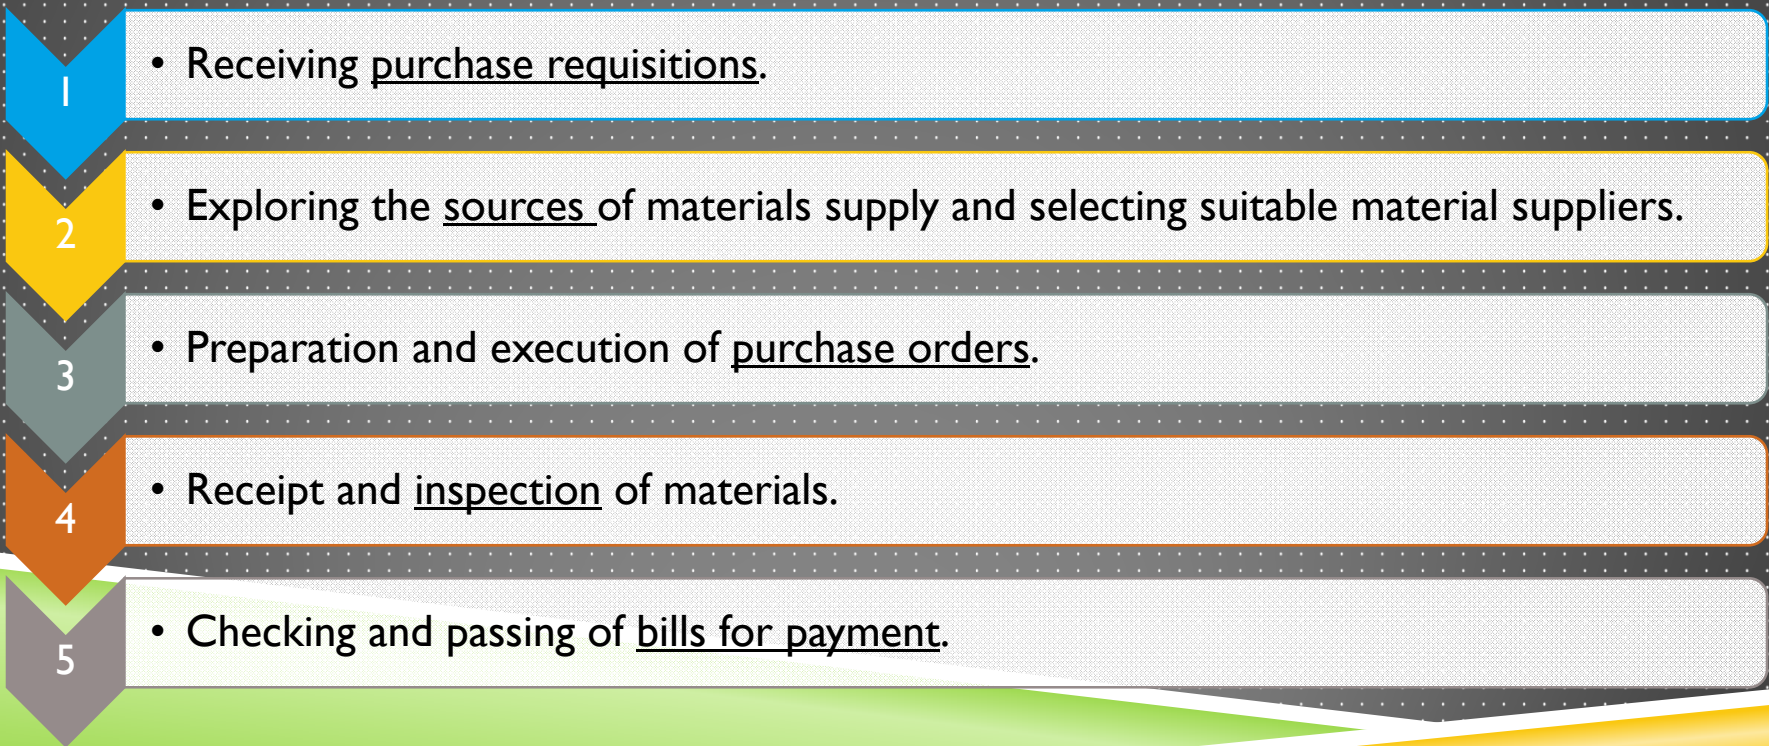 1
• Receiving purchase requisitions.
2
• Exploring the sources of materials supply and selecting suitable material suppliers.
3
• Preparation and execution of purchase orders.
4
• Receipt and inspection of materials.
5
• Checking and passing of bills for payment.